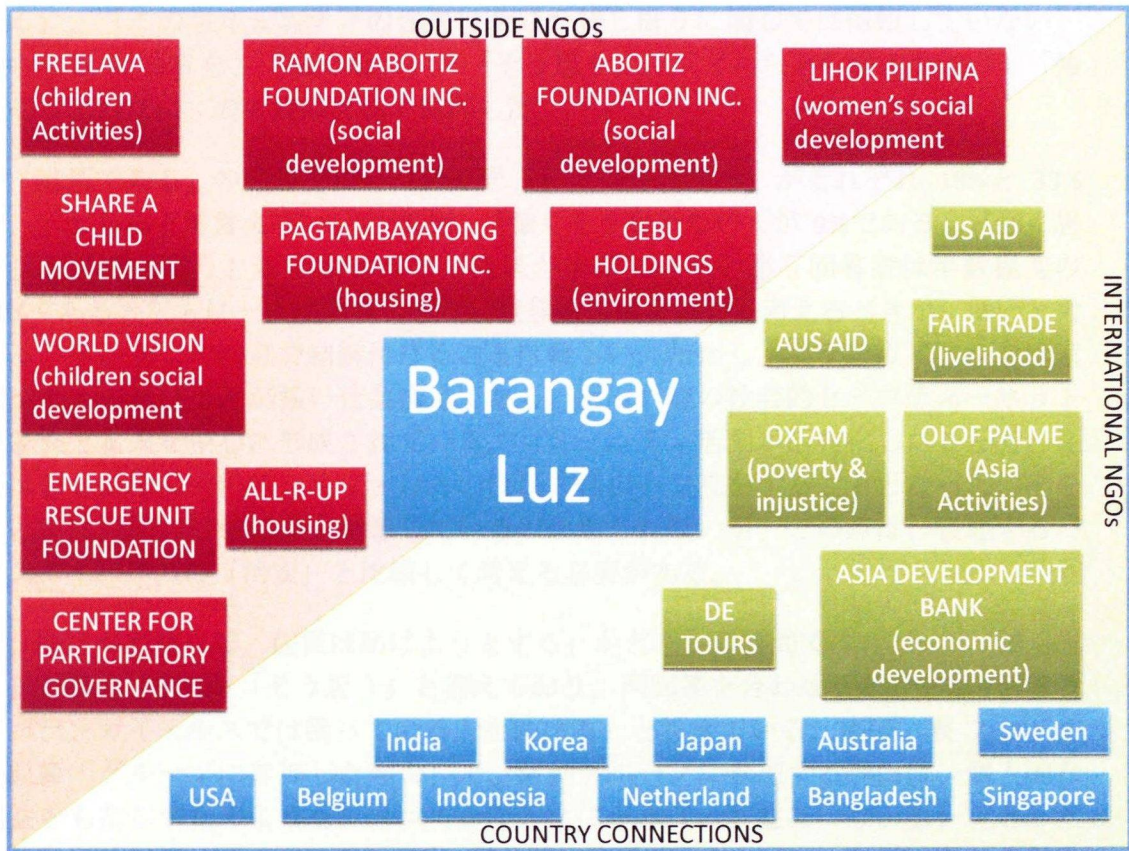 OUTSIDE NGOs
FREELAVA
(children
Activities)
RAMON ABOITIZ
FOUNDATION INC.
(social
development)
ABOITIZ
FOUNDATION INC.
(social
development)
LIHOK PILIPINA
(women's social
development
SHARE A
CHILD
MOVEMENT
PAGTAMBAYAYONG
FOUNDATION INC.
(housing)
CEBU
HOLDINGS
(environment)
US AID
WORLD VISION
(children social
development
Barangay
Luz
AUS AID
FAIR TRADE
(livelihood)
INTERNATIONAL NGOs
EMERGENCY
RESCUE UNIT
FOUNDATION
ALL-R-UP
(housing)
OXFAM
(poverty &
injustice)
OLOF PALME
(Asia
Activities)
CENTER FOR
PARTICIPATORY
GOVERNANCE
DE
TOURS
ASIA DEVELOPMENT
BANK
(economic
development)
India
Korea
Japan
Australia
Sweden
USA
Belgium
Indonesia
Netherland
Bangladesh
Singapore
COUNTRY CONNECTIONS